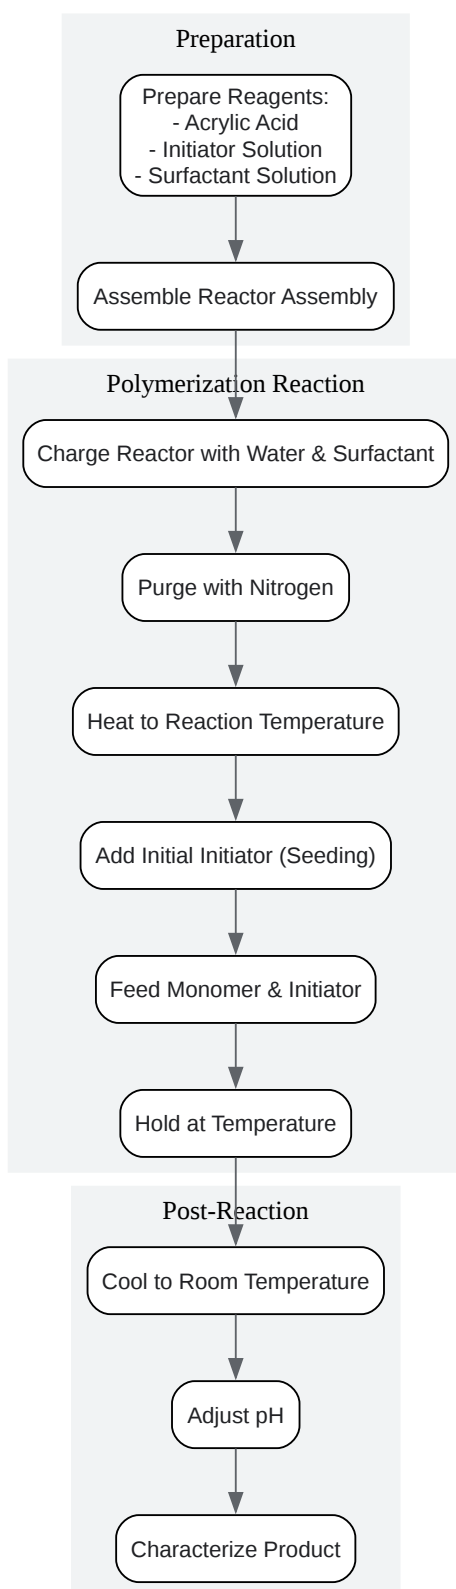 Preparation
Prepare Reagents:
- Acrylic Acid
- Initiator Solution
- Surfactant Solution
Assemble Reactor Assembly
Polymerization Reaction
Charge Reactor with Water & Surfactant
Purge with Nitrogen
Heat to Reaction Temperature
Add Initial Initiator (Seeding)
Feed Monomer & Initiator
Hold at Temperature
Post-Reaction
Cool to Room Temperature
Adjust pH
Characterize Product